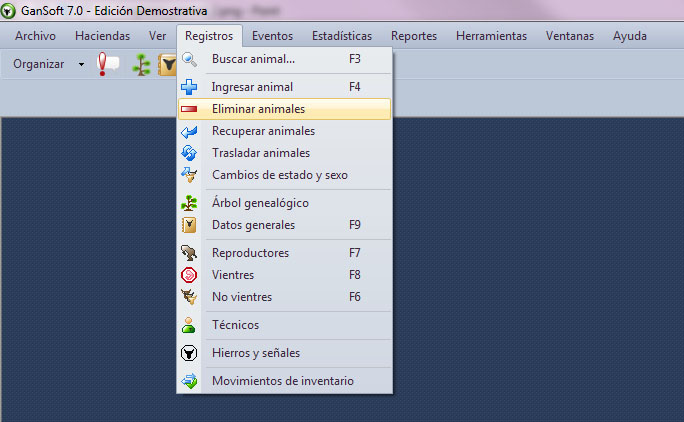 GanSoft 7.0 - Edición Demostrativa
Archivo Haciendas Ver Registros Eventos Estadísticas Reportes Herramientas Ventanas Ayuda
Organizar
Buscar animal... F3
Ingresar animal F4
Eliminar animales
Recuperar animales
Trasladar animales
Cambios de estado y sexo
Árbol genealógico
Datos generales F9
Reproductores F7
Vientres F8
No vientres F6
Técnicos
Hierros y señales
Movimientos de inventario